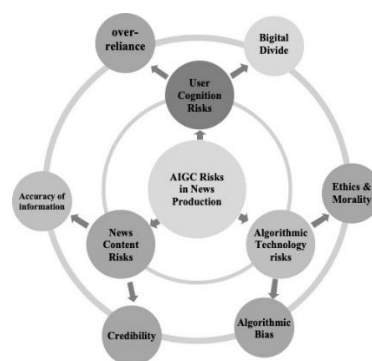 over-
reliance
Bigital
Divide
User
Cognition
Risks
AIGC Risks
in News
Production
Accuracy of
information
Ethics &
Morality
News
Content
Risks
Algorithmic
Technology
risks
Credibility
Algorithmic
Bias